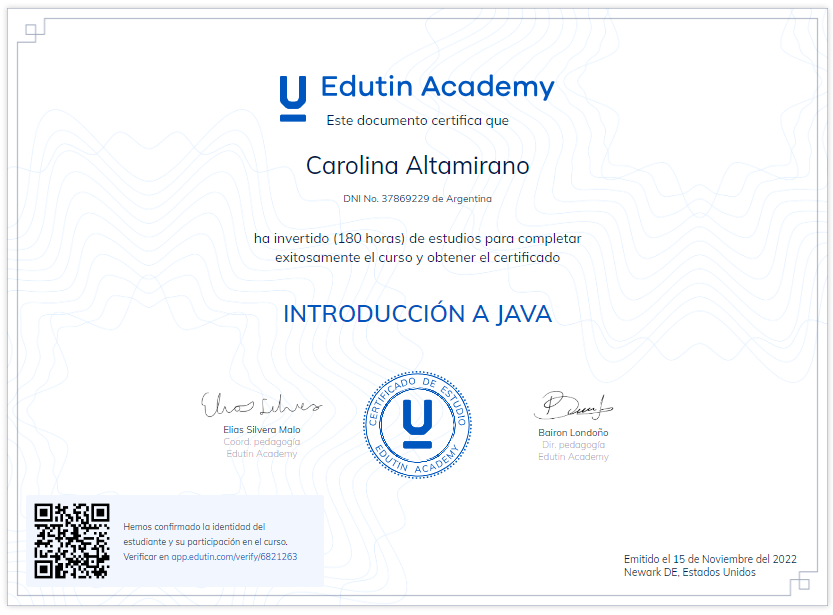 Edutin Academy
Este documento certifica que
Carolina Altamirano
DNI No. 37869229 de Argentina
ha invertido (180 horas) de estudios para completar
exitosamente el curso y obtener el certificado
INTRODUCCIÓN A JAVA
CERTIFICADO DE ESTUDIO
EDUTIN ACADEMY
Elias Silvera Malo
Coord. pedagogía
Edutin Academy
Bairon Londoño
Dir. pedagogía
Edutin Academy
Hemos confirmado la identidad del
estudiante y su participación en el curso.
Verificar en app.edutin.com/verify/6821263
Emitido el 15 de Noviembre del 2022
Newark DE, Estados Unidos